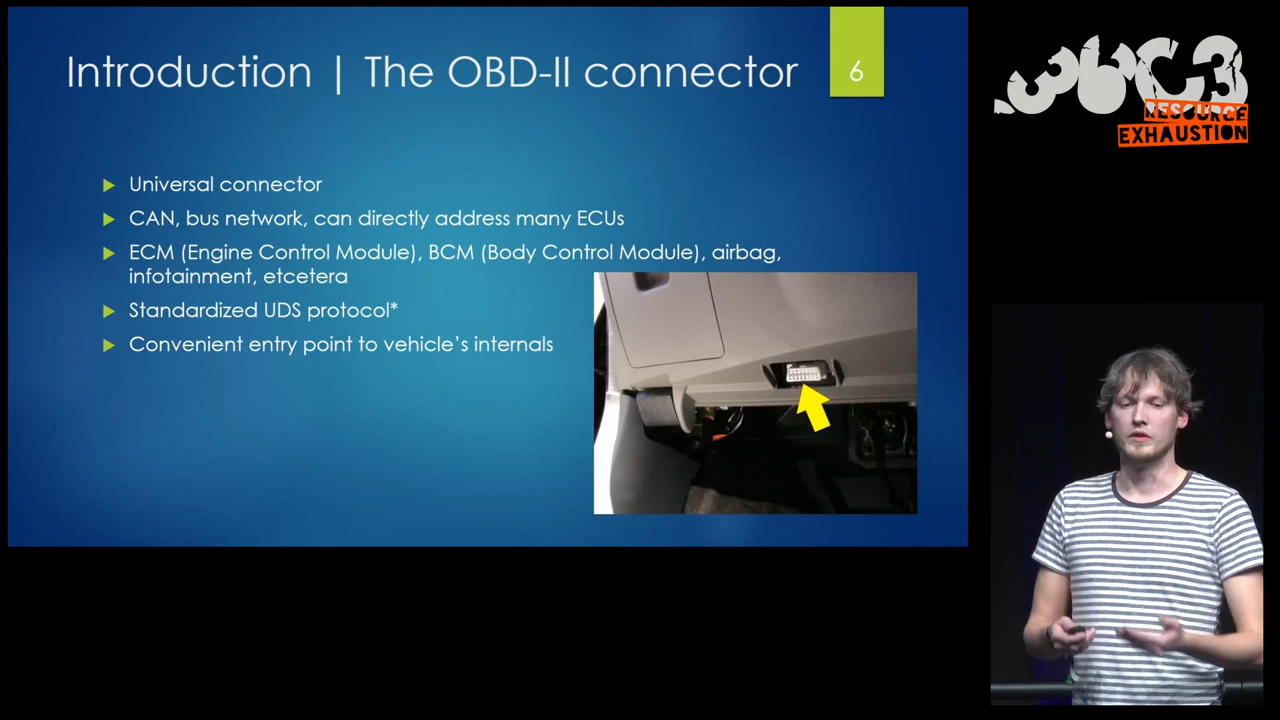 Introduction | The OBD-II connector
6
Universal connector
CAN, bus network, can directly address many ECUs
ECM (Engine Control Module), BCM (Body Control Module), airbag,
infotainment, etcetera
Standardized UDS protocol*
Convenient entry point to vehicle's internals
36C3
RESOURCE
EXHAUSTION